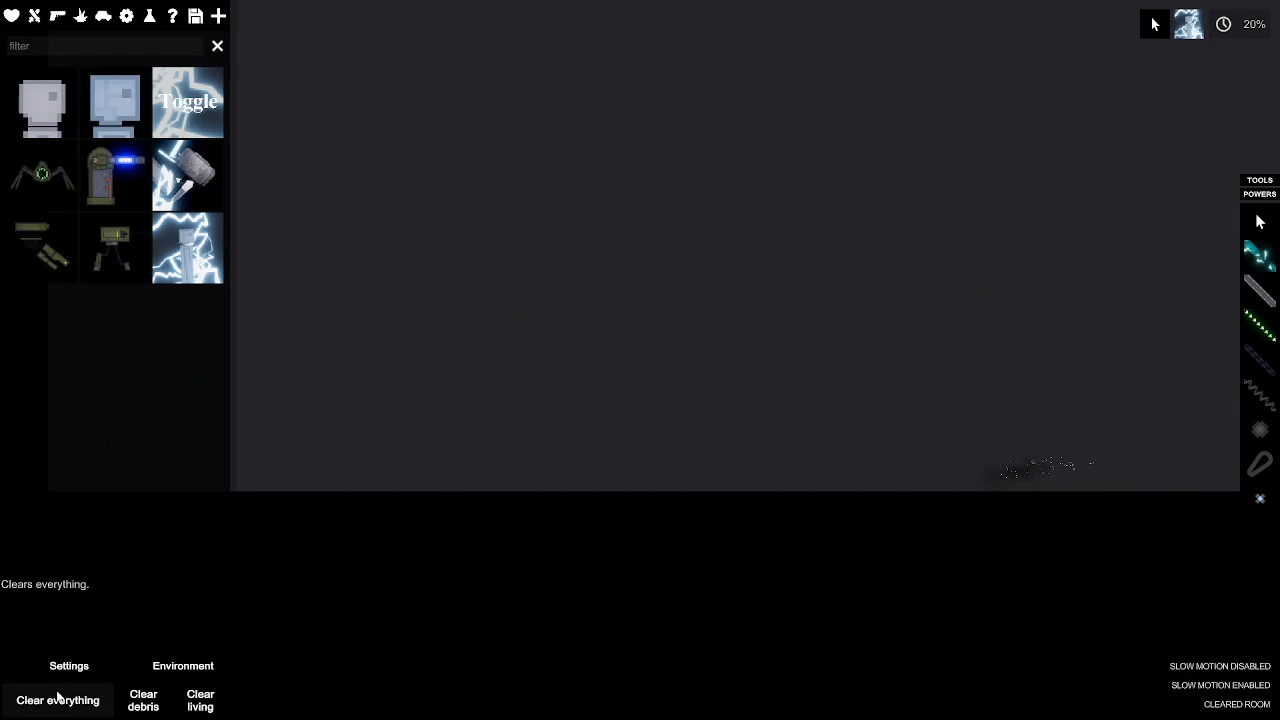 20%
filter
Toggle
TOOLS
POWERS
Clears everything.
Settings
Environment
Clear everything
Clear
debris
Clear
living
SLOW MOTION DISABLED
SLOW MOTION ENABLED
CLEARED ROOM